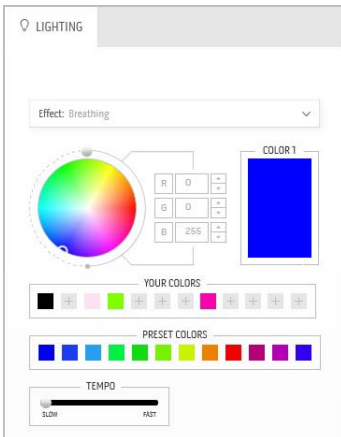 LIGHTING
Effect: Breathing
COLOR 1
R 0
G 0
B 255
YOUR COLORS
PRESET COLORS
TEMPO
SLOW FAST